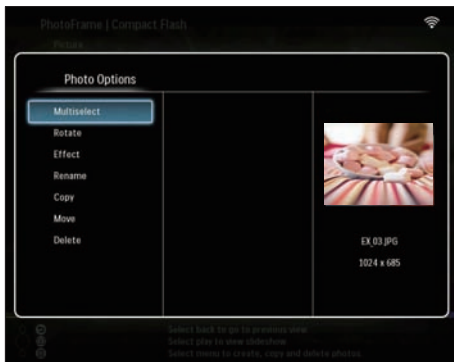 PhotoFrame | Compact Flash
Picture
Photo Options
Multiselect
Rotate
Effect
Rename
Copy
Move
Delete
EX_03.JPG
1024 x 685
Select back to go to previous view
Select play to view slideshow
Select menu to create, copy and delete photos